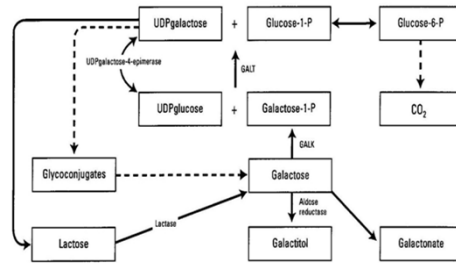 UDPgalactose + Glucose-1-P Glucose-6-P
UDPgalactose-4-epimerase
GALT
UDPglucose + Galactose-1-P CO₂
GALK
Glycoconjugates Galactose
Aldose
reductase
Lactase
Lactose Galactitol Galactonate